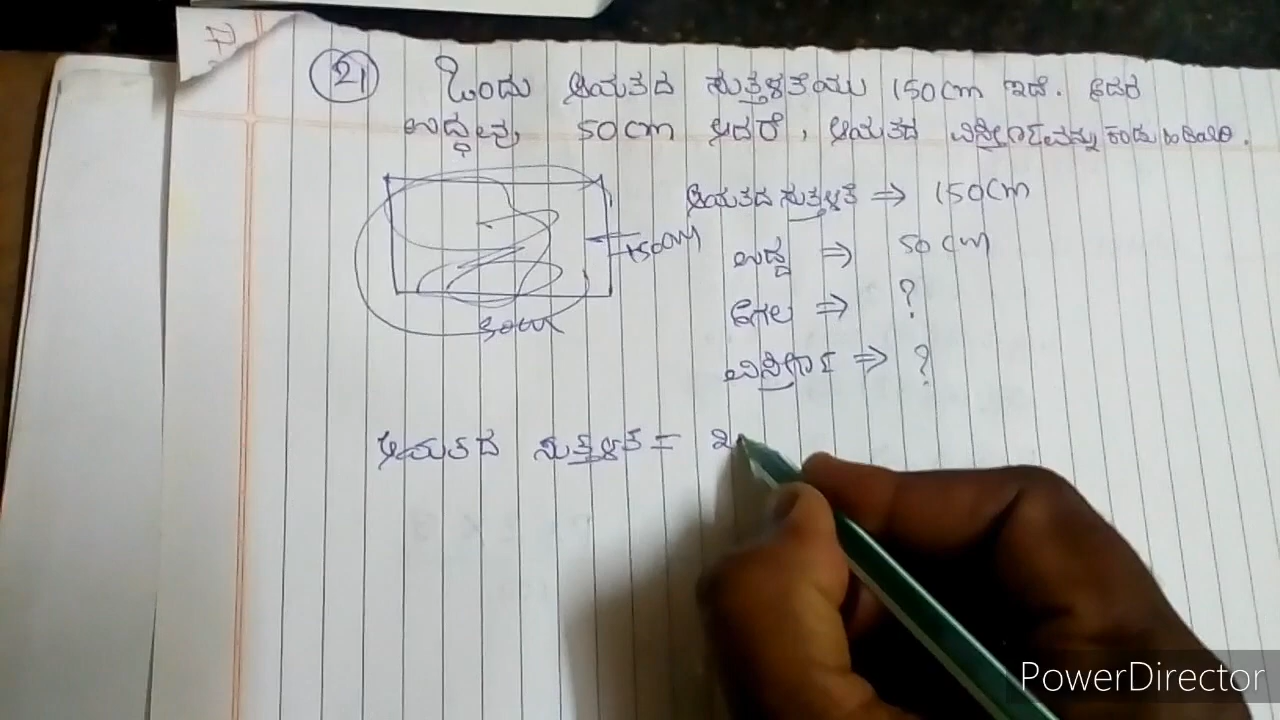 21 ಒಂದು ಆಯತದ ಸುತ್ತಳತೆಯು 150cm ಇದೆ. ಅದರ
ಉದ್ದವು 50cm ಆದರೆ, ಆಯತದ ವಿಸ್ತೀರ್ಣವನ್ನು ಕಂಡುಹಿಡಿಯಿರಿ.
ಆಯತದ ಸುತ್ತಳತೆ ⇒ 150cm
ಉದ್ದ ⇒ 50cm
ಅಗಲ ⇒ ?
ವಿಸ್ತೀರ್ಣ ⇒ ?
ಆಯತದ ಸುತ್ತಳತೆ = 2
PowerDirector